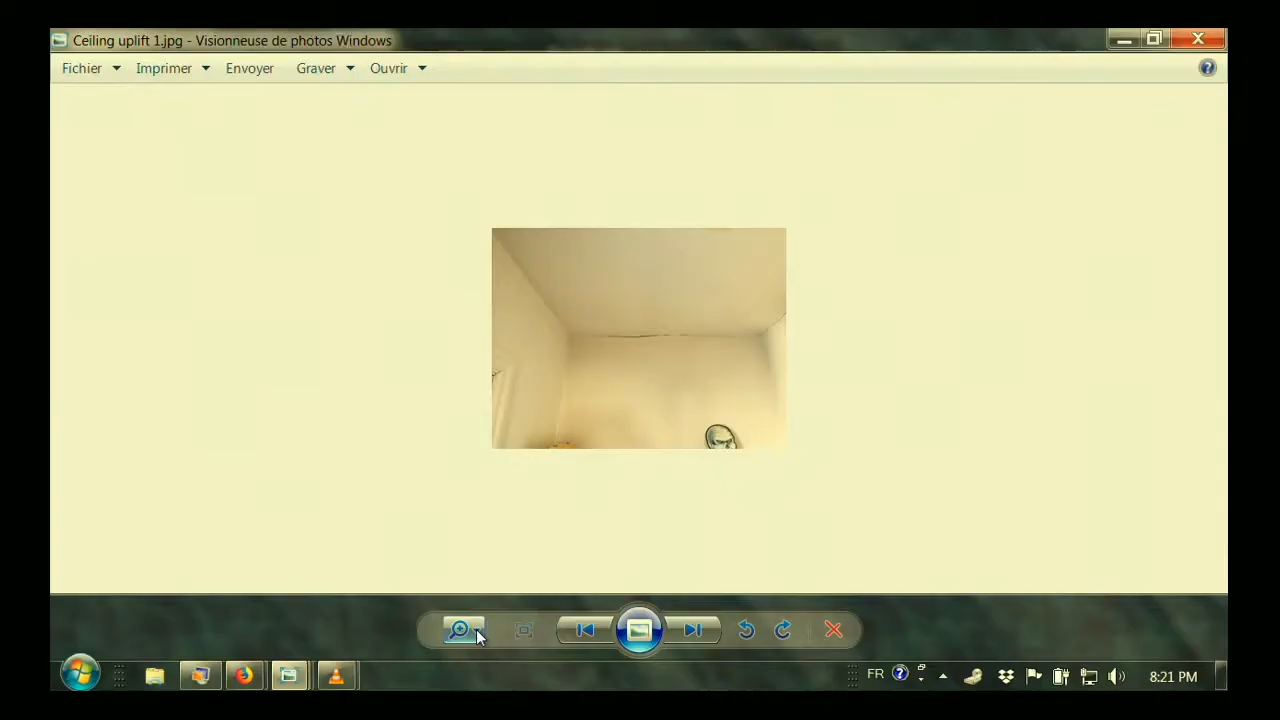 Ceiling uplift 1.jpg - Visionneuse de photos Windows
Fichier Imprimer Envoyer Graver Ouvrir
FR
8:21 PM